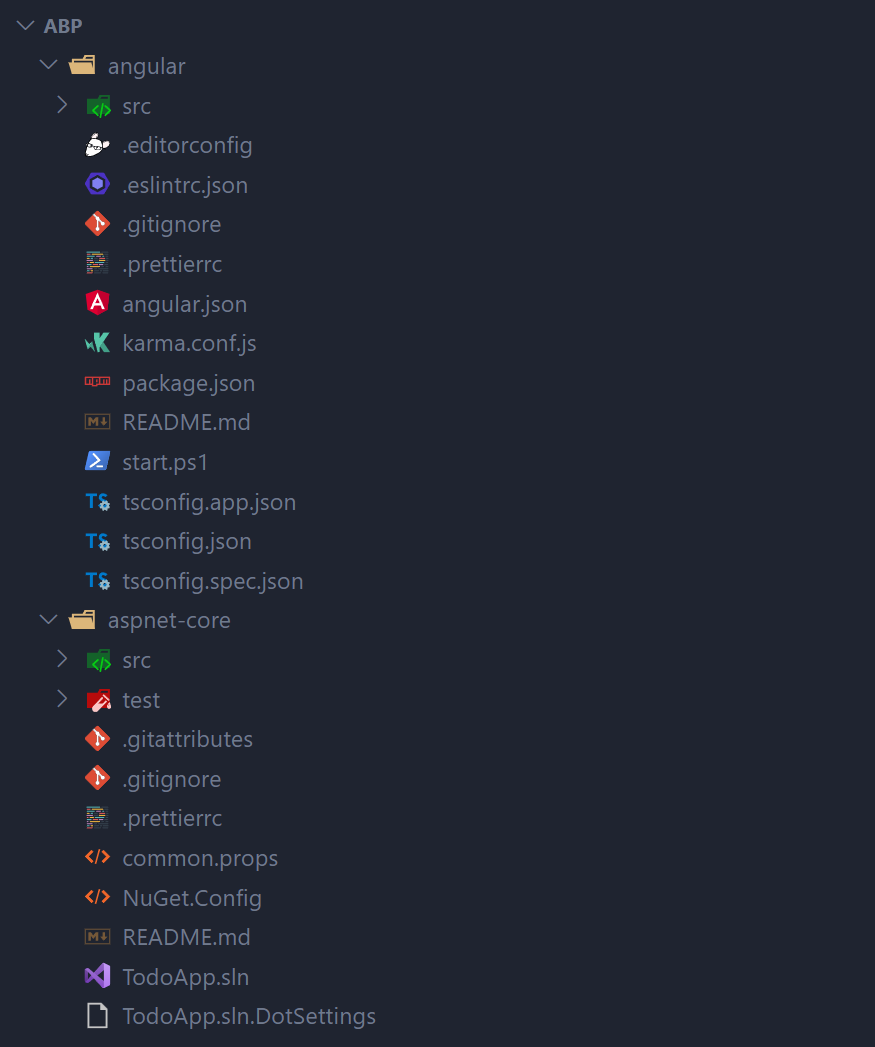 ABP
angular
src
.editorconfig
.eslintrc.json
.gitignore
.prettierrc
angular.json
karma.conf.js
package.json
README.md
start.ps1
tsconfig.app.json
tsconfig.json
tsconfig.spec.json
aspnet-core
src
test
.gitattributes
.gitignore
.prettierrc
common.props
NuGet.Config
README.md
TodoApp.sln
TodoApp.sln.DotSettings